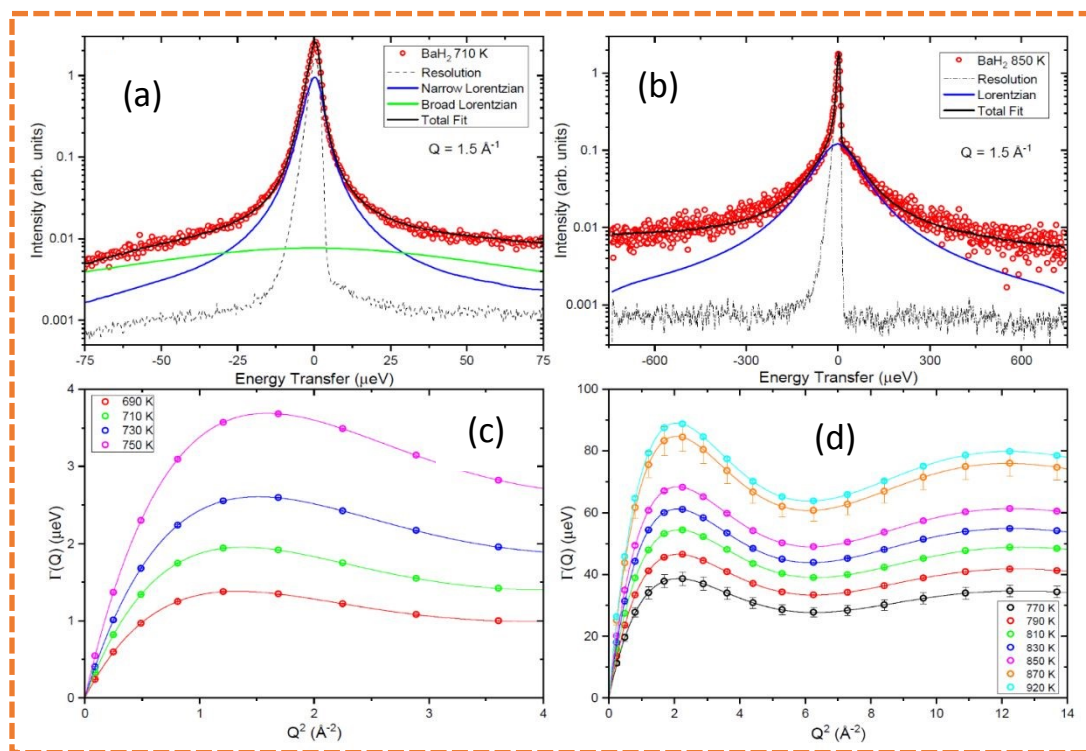 (a)
BaH₂ 710 K
Resolution
Narrow Lorentzian
Broad Lorentzian
Total Fit
Q = 1.5 Å⁻¹
Intensity (arb. units)
1
0.1
0.01
0.001
-75 -50 -25 0 25 50 75
Energy Transfer (μeV)
(b)
BaH₂ 850 K
Resolution
Lorentzian
Total Fit
Q = 1.5 Å⁻¹
Intensity (arb. units)
1
0.1
0.01
0.001
-600 -300 0 300 600
Energy Transfer (μeV)
(c)
690 K
710 K
730 K
750 K
Γ(Q) (μeV)
4
3
2
1
0
0 1 2 3 4
Q² (Å⁻²)
(d)
Γ(Q) (μeV)
100
80
60
40
20
0
770 K
790 K
810 K
830 K
850 K
870 K
920 K
0 2 4 6 8 10 12 14
Q² (Å⁻²)